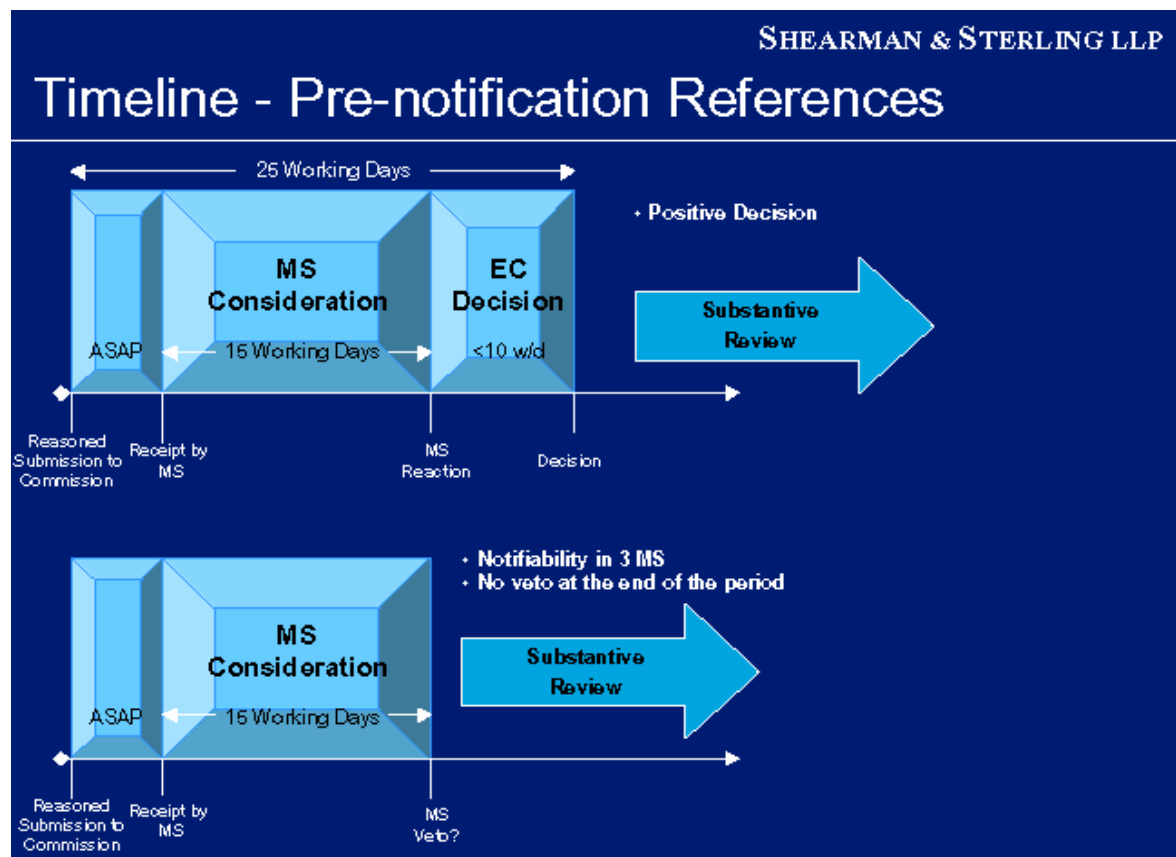 SHEARMAN & STERLING LLP
Timeline - Pre-notification References
25 Working Days
• Positive Decision
MS
Consideration
EC
Decision
Substantive
Review
ASAP
15 Working Days
<10 w/d
Reasoned
Submission to
Commission
Receipt by
MS
MS
Reaction
Decision
• Notifiability in 3 MS
• No veto at the end of the period
MS
Consideration
Substantive
Review
ASAP
15 Working Days
Reasoned
Submission to
Commission
Receipt by
MS
MS
Veto?